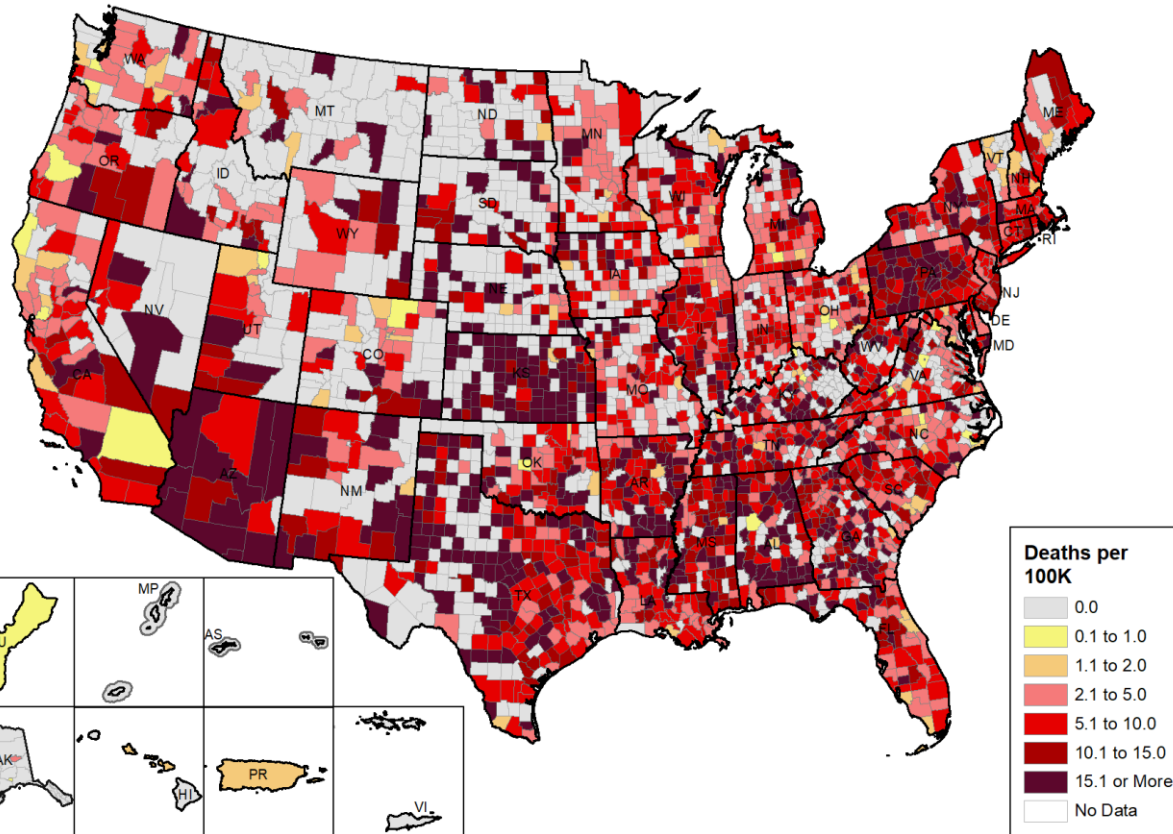 WA
MT
ND
MN
ME
OR
ID
SD
WI
VT
NH
NY
MA
CT
RI
WY
MI
IA
NE
PA
NJ
NV
UT
CO
IL
IN
OH
DE
MD
CA
KS
MO
WV
VA
KY
AZ
NM
OK
AR
TN
NC
SC
MS
AL
GA
TX
LA
FL
MP
AS
AK
HI
PR
VI
Deaths per
100K
0.0
0.1 to 1.0
1.1 to 2.0
2.1 to 5.0
5.1 to 10.0
10.1 to 15.0
15.1 or More
No Data